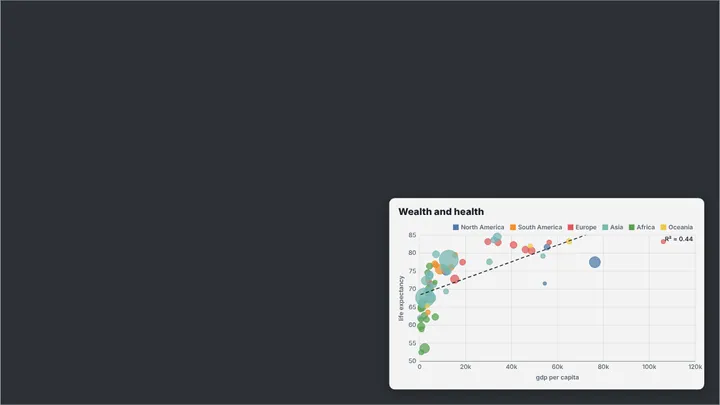 Wealth and health
North America South America Europe Asia Africa Oceania
R² = 0.44
85
80
75
70
65
60
55
50
life expectancy
0 20k 40k 60k 80k 100k 120k
gdp per capita